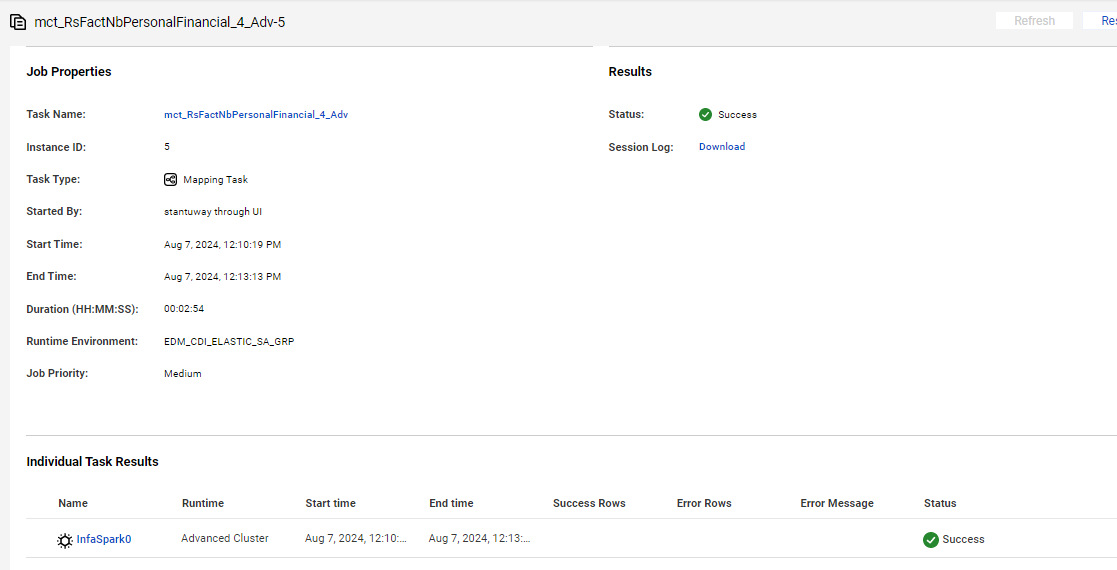 mct_RsFactNbPersonalFinancial_4_Adv-5
Refresh
Res
Job Properties
Results
Task Name: mct_RsFactNbPersonalFinancial_4_Adv
Status: Success
Instance ID: 5
Session Log: Download
Task Type: Mapping Task
Started By: stantuway through UI
Start Time: Aug 7, 2024, 12:10:19 PM
End Time: Aug 7, 2024, 12:13:13 PM
Duration (HH:MM:SS): 00:02:54
Runtime Environment: EDM_CDI_ELASTIC_SA_GRP
Job Priority: Medium
Individual Task Results
Name Runtime Start time End time Success Rows Error Rows Error Message Status
InfaSpark0 Advanced Cluster Aug 7, 2024, 12:10:... Aug 7, 2024, 12:13:... Success